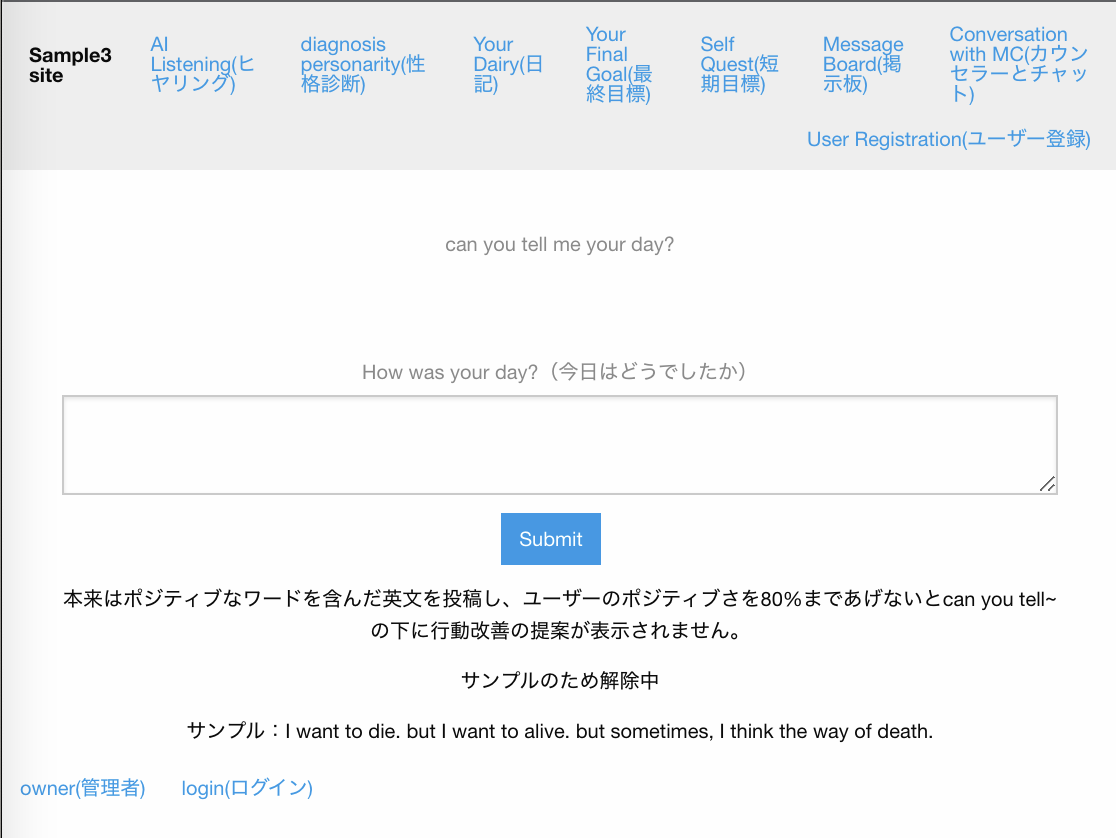 Sample3
site
AI
Listening(ヒ
ヤリング)
diagnosis
personarity(性
格診断)
Your
Dairy(日
記)
Your
Final
Goal(最
終目標)
Self
Quest(短
期目標)
Message
Board(掲
示板)
Conversation
with MC(カウン
セラーとチャッ
ト)
User Registration(ユーザー登録)
can you tell me your day?
How was your day?（今日はどうでしたか）
Submit
本来はポジティブなワードを含んだ英文を投稿し、ユーザーのポジティブさを80%まであげないとcan you tell~
の下に行動改善の提案が表示されません。
サンプルのため解除中
サンプル：I want to die. but I want to alive. but sometimes, I think the way of death.
owner(管理者) login(ログイン)